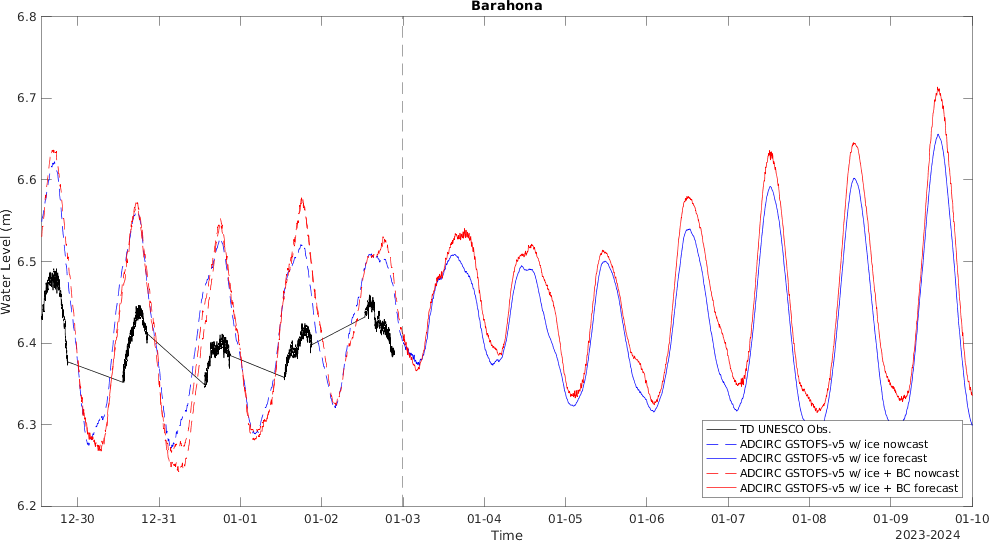 Barahona
6.8
6.7
6.6
6.5
6.4
6.3
6.2
Water Level (m)
TD UNESCO Obs.
ADCIRC GSTOFS-v5 w/ ice nowcast
ADCIRC GSTOFS-v5 w/ ice forecast
ADCIRC GSTOFS-v5 w/ ice + BC nowcast
ADCIRC GSTOFS-v5 w/ ice + BC forecast
12-30 12-31 01-01 01-02 01-03 01-04 01-05 01-06 01-07 01-08 01-09 01-10
Time
2023-2024